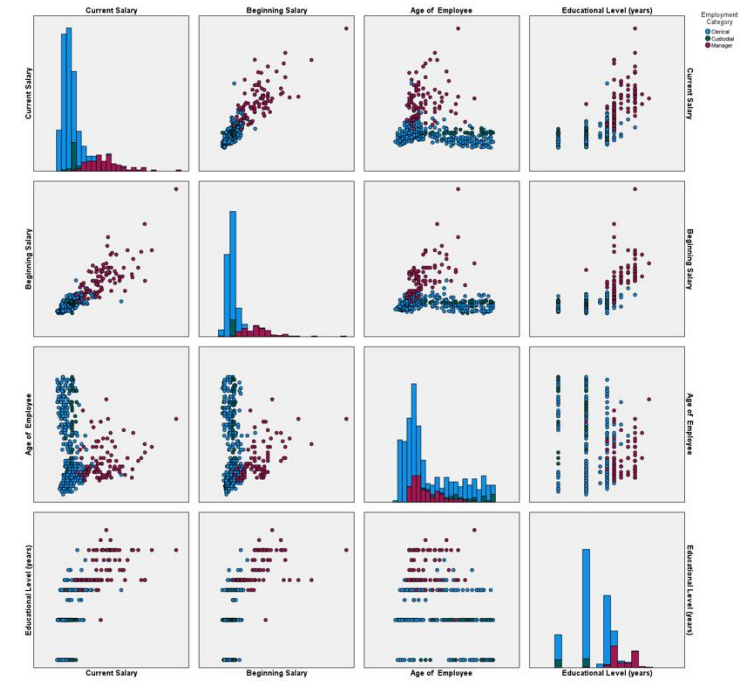 Current Salary
Beginning Salary
Age of Employee
Educational Level (years)
Employment
Category
Clerical
Custodial
Manager
Current Salary
Current Salary
Beginning Salary
Beginning Salary
Age of Employee
Age of Employee
Educational Level (years)
Educational Level (years)
Current Salary
Beginning Salary
Age of Employee
Educational Level (years)